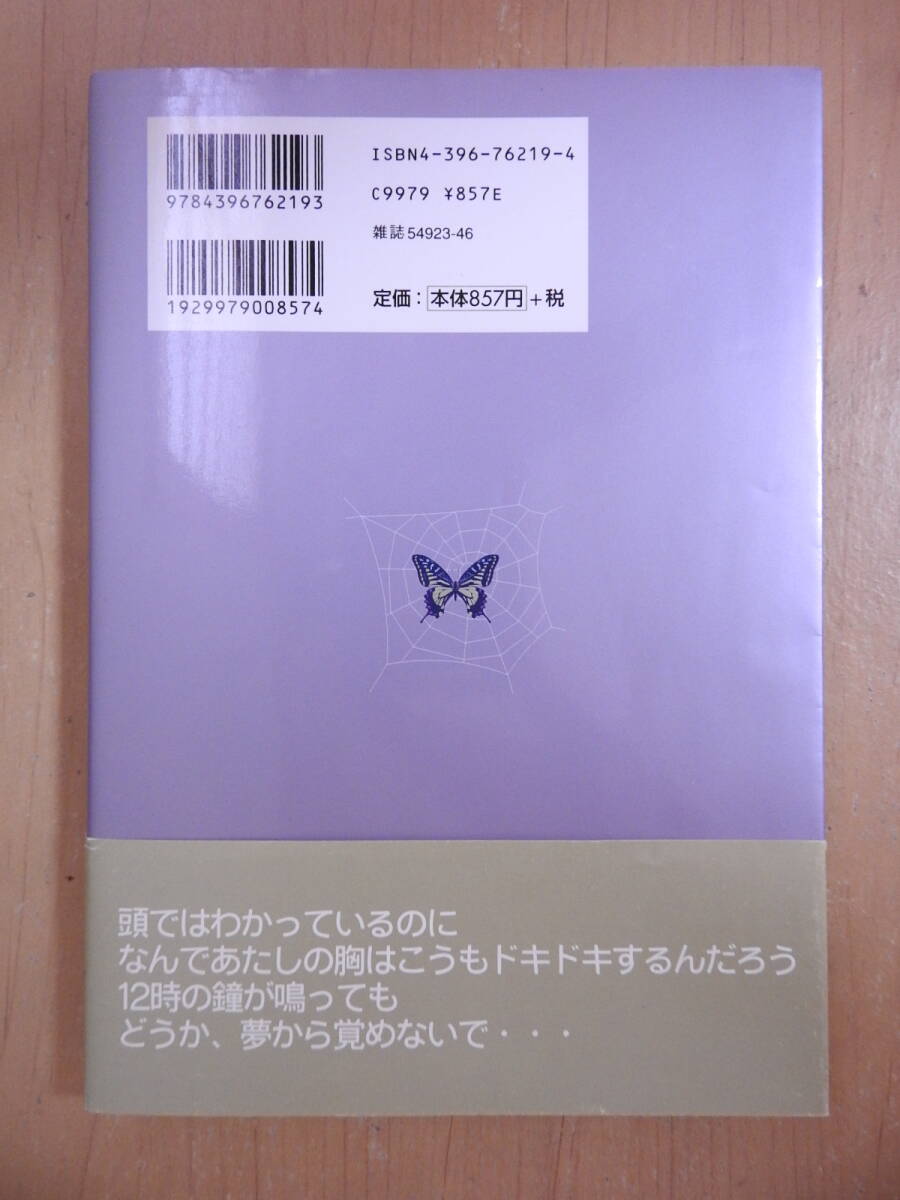 ISBN4-396-76219-4
9784396762193
C9979 ¥857E
雑誌 54923-46
1929979008574
定価：本体857円+税
頭ではわかっているのに
なんであたしの胸はこうもドキドキするんだろう
12時の鐘が鳴っても
どうか、夢から覚めないで・・・